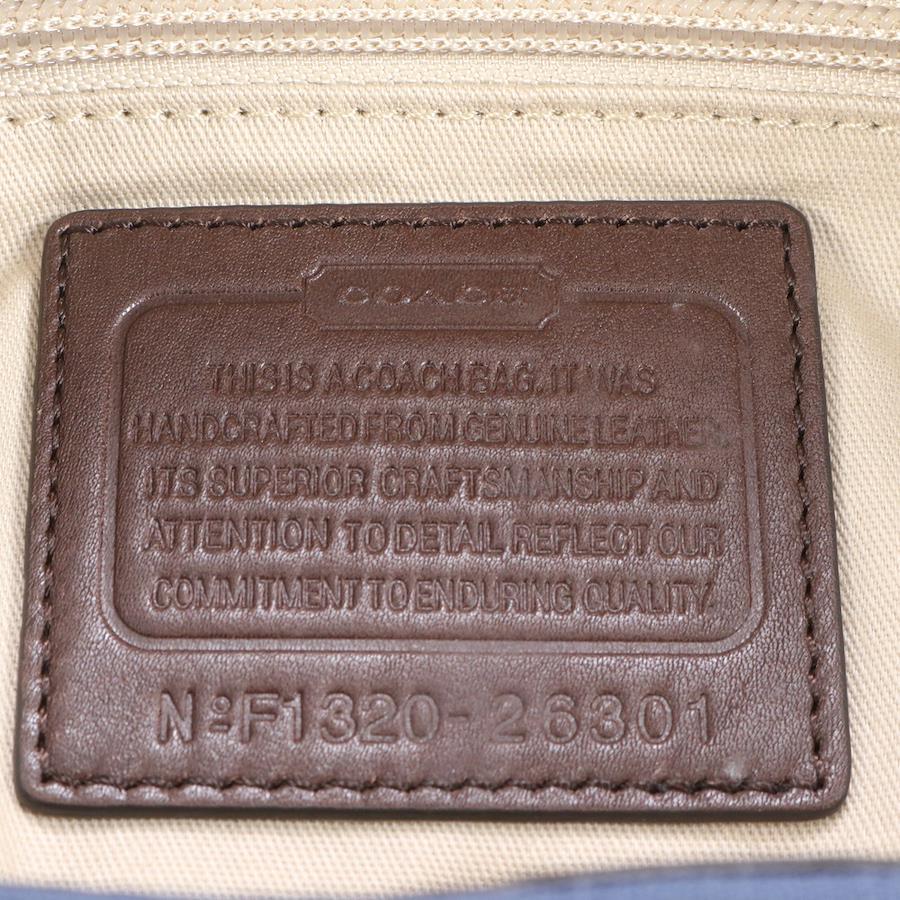 COACH
THIS IS A COACH BAG. IT WAS
HANDCRAFTED FROM GENUINE LEATHER.
ITS SUPERIOR CRAFTSMANSHIP AND
ATTENTION TO DETAIL REFLECT OUR
COMMITMENT TO ENDURING QUALITY.
Nº F1320-26301